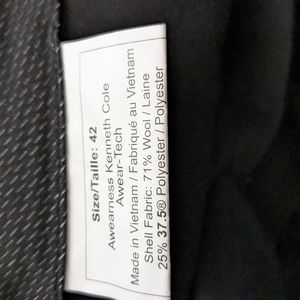 Size/Taille: 42
Awearness Kenneth Cole
Awear-Tech
Made in Vietnam / Fabriqué au Vietnam
Shell Fabric: 71% Wool / Laine
25% 37.5® Polyester / Polyester